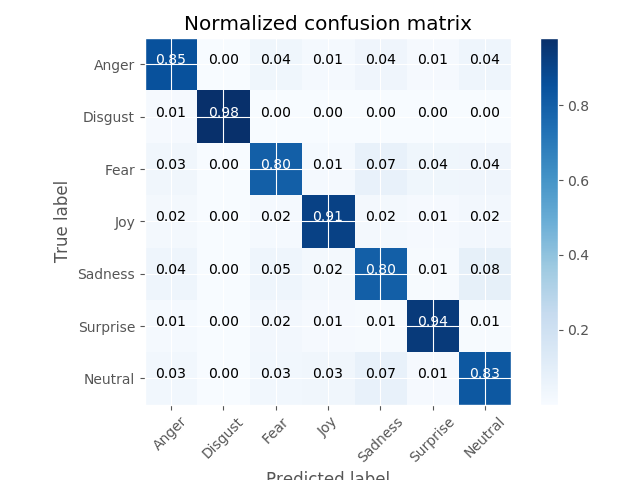 Normalized confusion matrix
Anger 0.85 0.00 0.04 0.01 0.04 0.01 0.04
Disgust 0.01 0.98 0.00 0.00 0.00 0.00 0.00
Fear 0.03 0.00 0.80 0.01 0.07 0.04 0.04
Joy 0.02 0.00 0.02 0.91 0.02 0.01 0.02
Sadness 0.04 0.00 0.05 0.02 0.80 0.01 0.08
Surprise 0.01 0.00 0.02 0.01 0.01 0.94 0.01
Neutral 0.03 0.00 0.03 0.03 0.07 0.01 0.83
True label
Anger Disgust Fear Joy Sadness Surprise Neutral
Predicted label
0.8
0.6
0.4
0.2